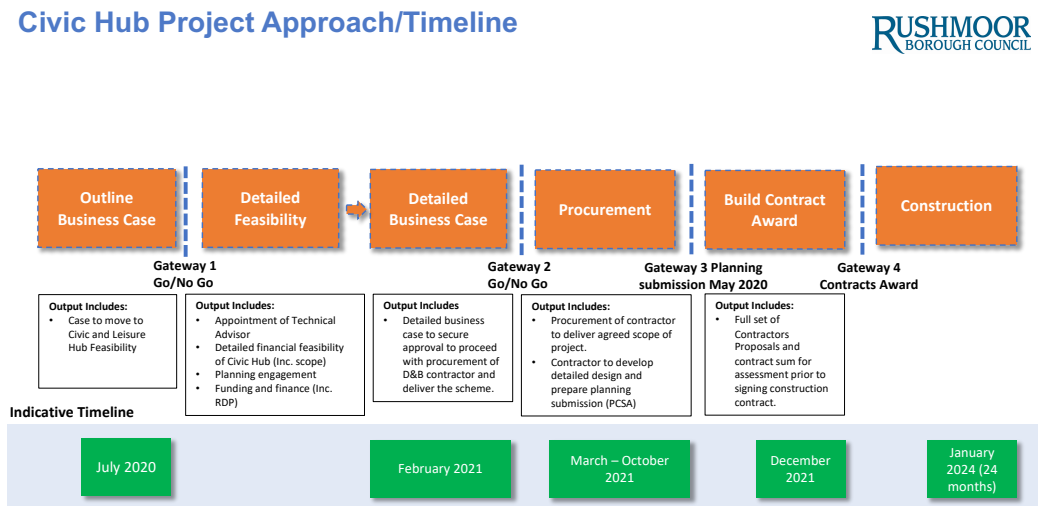 Civic Hub Project Approach/Timeline
RUSHMOOR
BOROUGH COUNCIL
Outline
Business Case
Detailed
Feasibility
Detailed
Business Case
Procurement
Build Contract
Award
Construction
Gateway 1
Go/No Go
Gateway 2
Go/No Go
Gateway 3 Planning
submission May 2020
Gateway 4
Contracts Award
Output Includes:
• Case to move to
Civic and Leisure
Hub Feasibility
Output Includes:
• Appointment of Technical
Advisor
• Detailed financial feasibility
of Civic Hub (Inc. scope)
• Planning engagement
• Funding and finance (Inc.
RDP)
Output Includes
• Detailed business
case to secure
approval to proceed
with procurement of
D&B contractor and
deliver the scheme.
Output Includes:
• Procurement of contractor
to deliver agreed scope of
project.
• Contractor to develop
detailed design and
prepare planning
submission (PCSA)
Output Includes:
• Full set of
Contractors
Proposals and
contract sum for
assessment prior to
signing construction
contract.
Indicative Timeline
July 2020
February 2021
March – October
2021
December
2021
January
2024 (24
months)